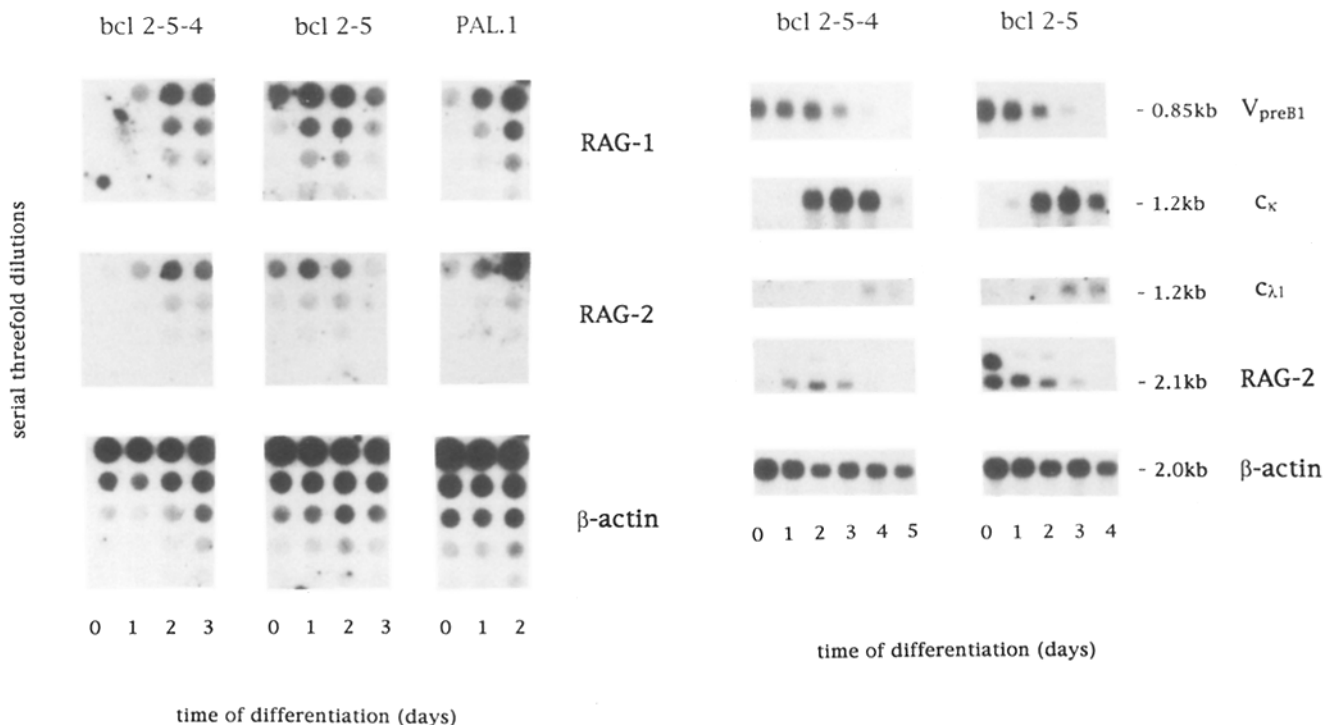 bcl 2-5-4 bcl 2-5 PAL.1
RAG-1
RAG-2
β-actin
serial threefold dilutions
0 1 2 3 0 1 2 3 0 1 2
time of differentiation (days)
bcl 2-5-4 bcl 2-5
- 0.85kb VpreB1
- 1.2kb Cκ
- 1.2kb Cλ1
- 2.1kb RAG-2
- 2.0kb β-actin
0 1 2 3 4 5 0 1 2 3 4
time of differentiation (days)